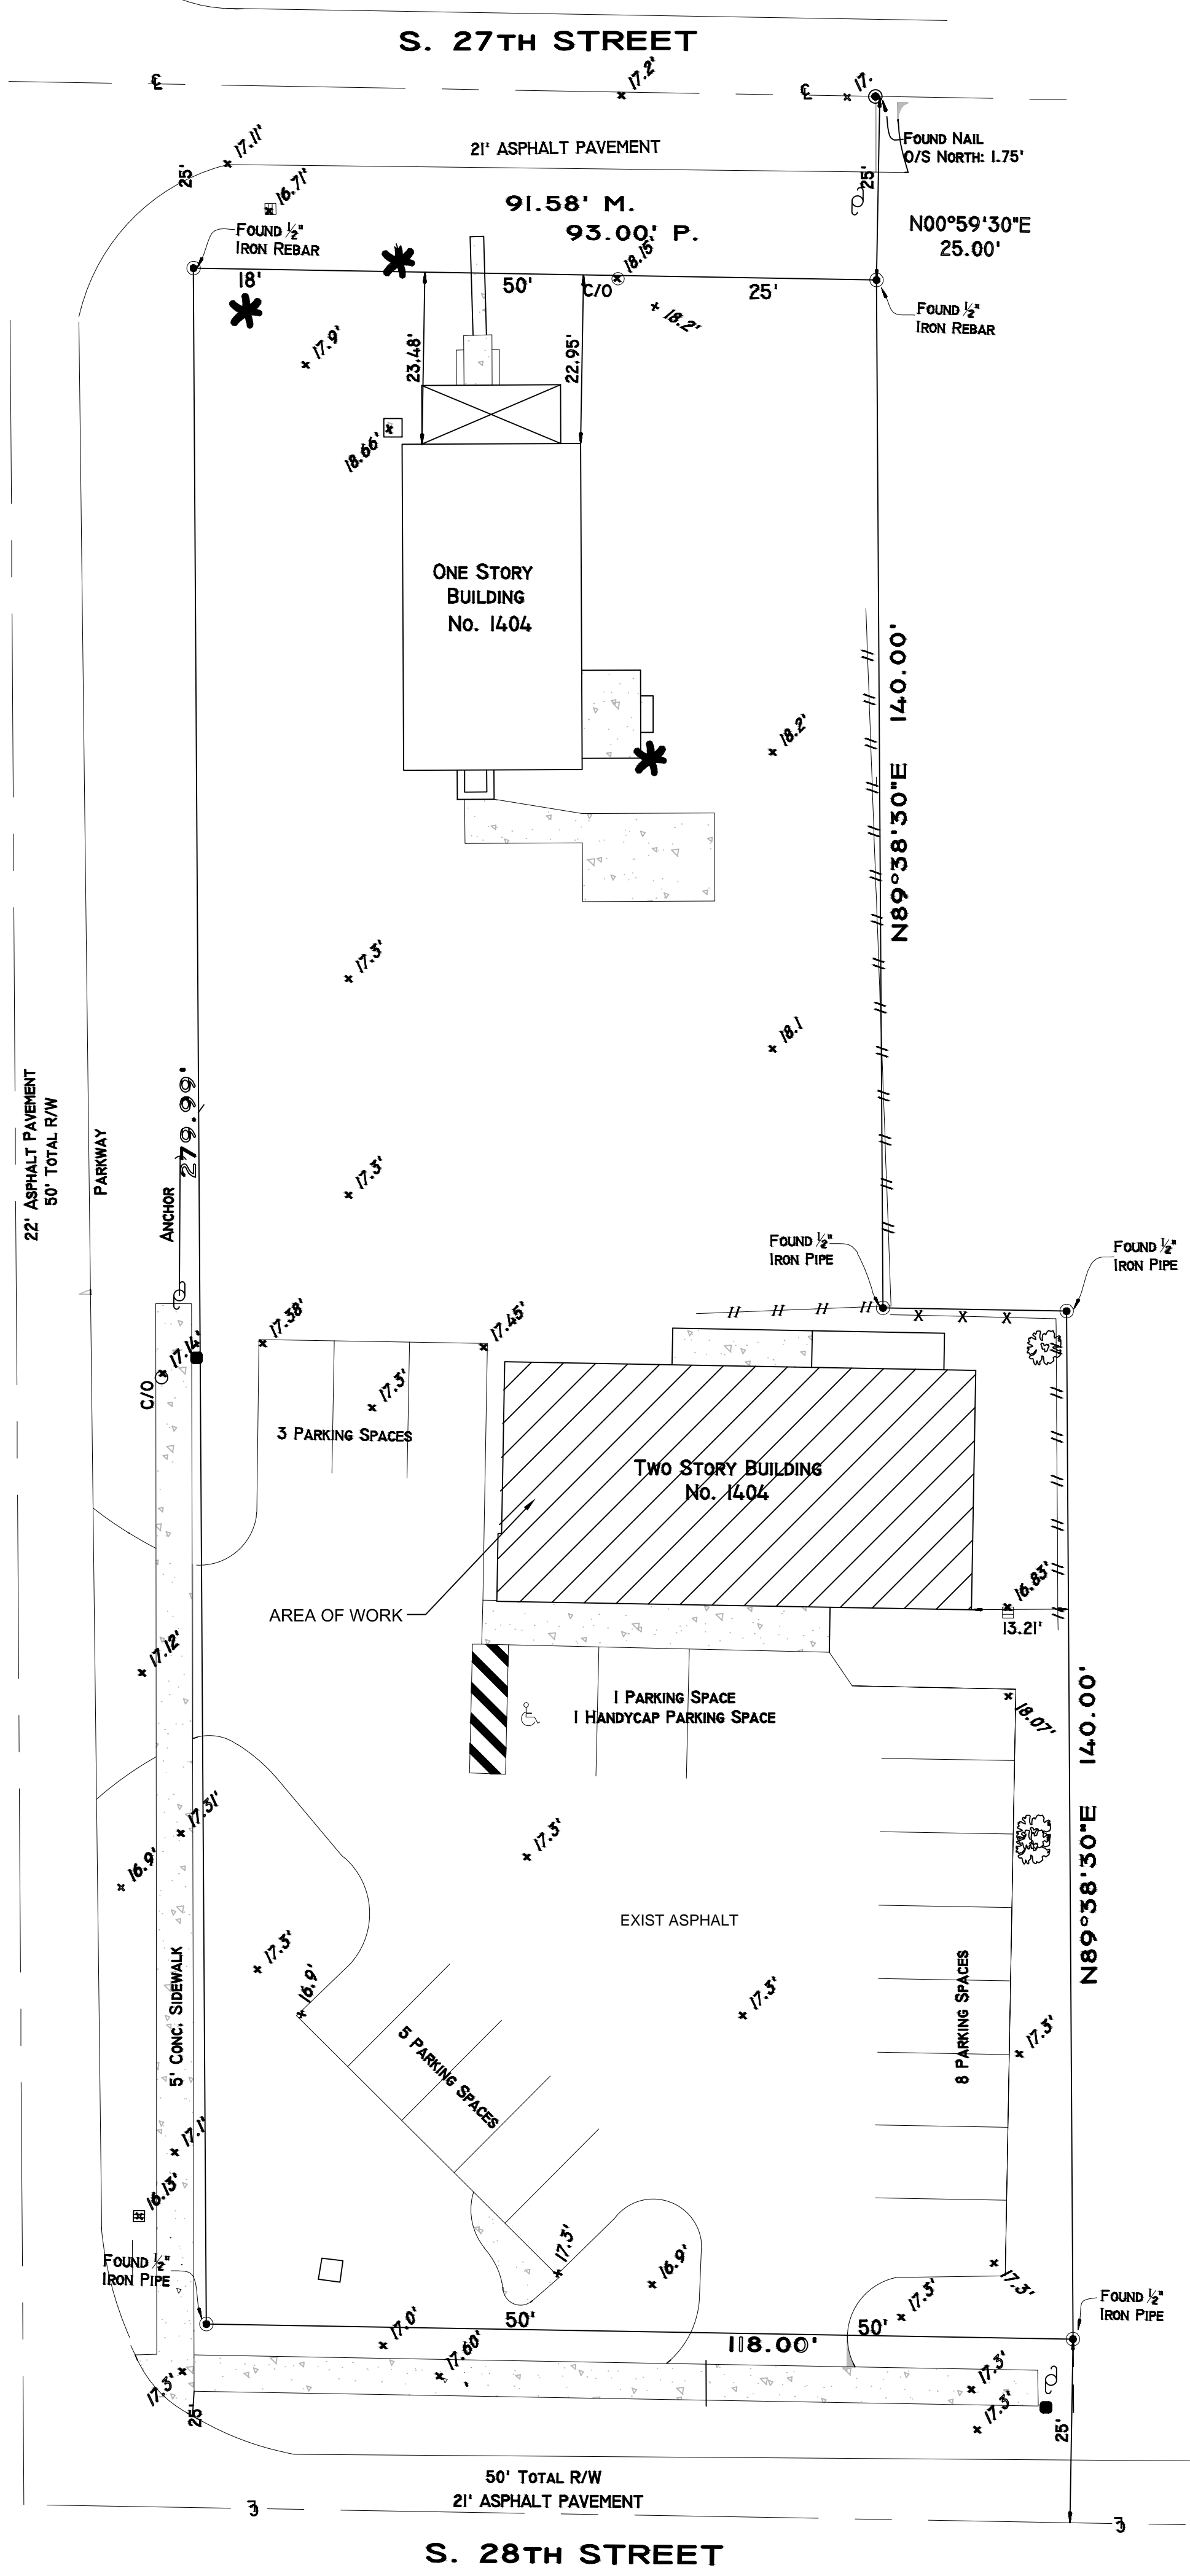 S. 27TH STREET
17.2'
17.
17.11'
21' ASPHALT PAVEMENT
FOUND NAIL
O/S NORTH: 1.75'
25'
25'
16.71'
91.58' M.
93.00' P.
N00°59'30"E
25.00'
FOUND ½"
IRON REBAR
18.15'
18'
50'
C/O
25'
18.2'
FOUND ½"
IRON REBAR
17.9'
23.48'
22.95'
18.66'
ONE STORY
BUILDING
No. 1404
N89°38'30"E 140.00'
18.2'
17.3'
18.1
279.99'
22' ASPHALT PAVEMENT
50' TOTAL R/W
PARKWAY
ANCHOR
17.3'
FOUND ½"
IRON PIPE
FOUND ½"
IRON PIPE
17.38'
17.45'
17.14'
C/O
17.3'
3 PARKING SPACES
TWO STORY BUILDING
No. 1404
AREA OF WORK
16.83'
13.21'
17.12'
1 PARKING SPACE
1 HANDYCAP PARKING SPACE
18.07'
N89°38'30"E 140.00'
17.31'
16.9'
17.3'
EXIST ASPHALT
17.3'
16.9'
17.3'
5' CONC. SIDEWALK
5 PARKING SPACES
8 PARKING SPACES
17.3'
17.1'
16.13'
FOUND ½"
IRON PIPE
17.3'
16.9'
17.3'
FOUND ½"
IRON PIPE
50'
17.3'
50'
118.00'
17.0'
17.60'
17.3'
17.3'
17.3'
25'
25'
50' TOTAL R/W
21' ASPHALT PAVEMENT
S. 28TH STREET